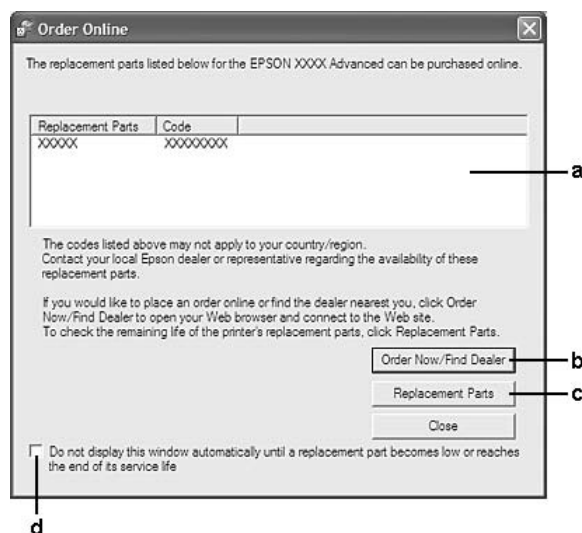 Order Online
The replacement parts listed below for the EPSON XXXX Advanced can be purchased online.
Replacement Parts Code
XXXXX XXXXXXXX
a
The codes listed above may not apply to your country/region.
Contact your local Epson dealer or representative regarding the availability of these
replacement parts.
If you would like to place an order online or find the dealer nearest you, click Order
Now/Find Dealer to open your Web browser and connect to the Web site.
To check the remaining life of the printer's replacement parts, click Replacement Parts.
Order Now/Find Dealer b
Replacement Parts c
Close
Do not display this window automatically until a replacement part becomes low or reaches
the end of its service life
d